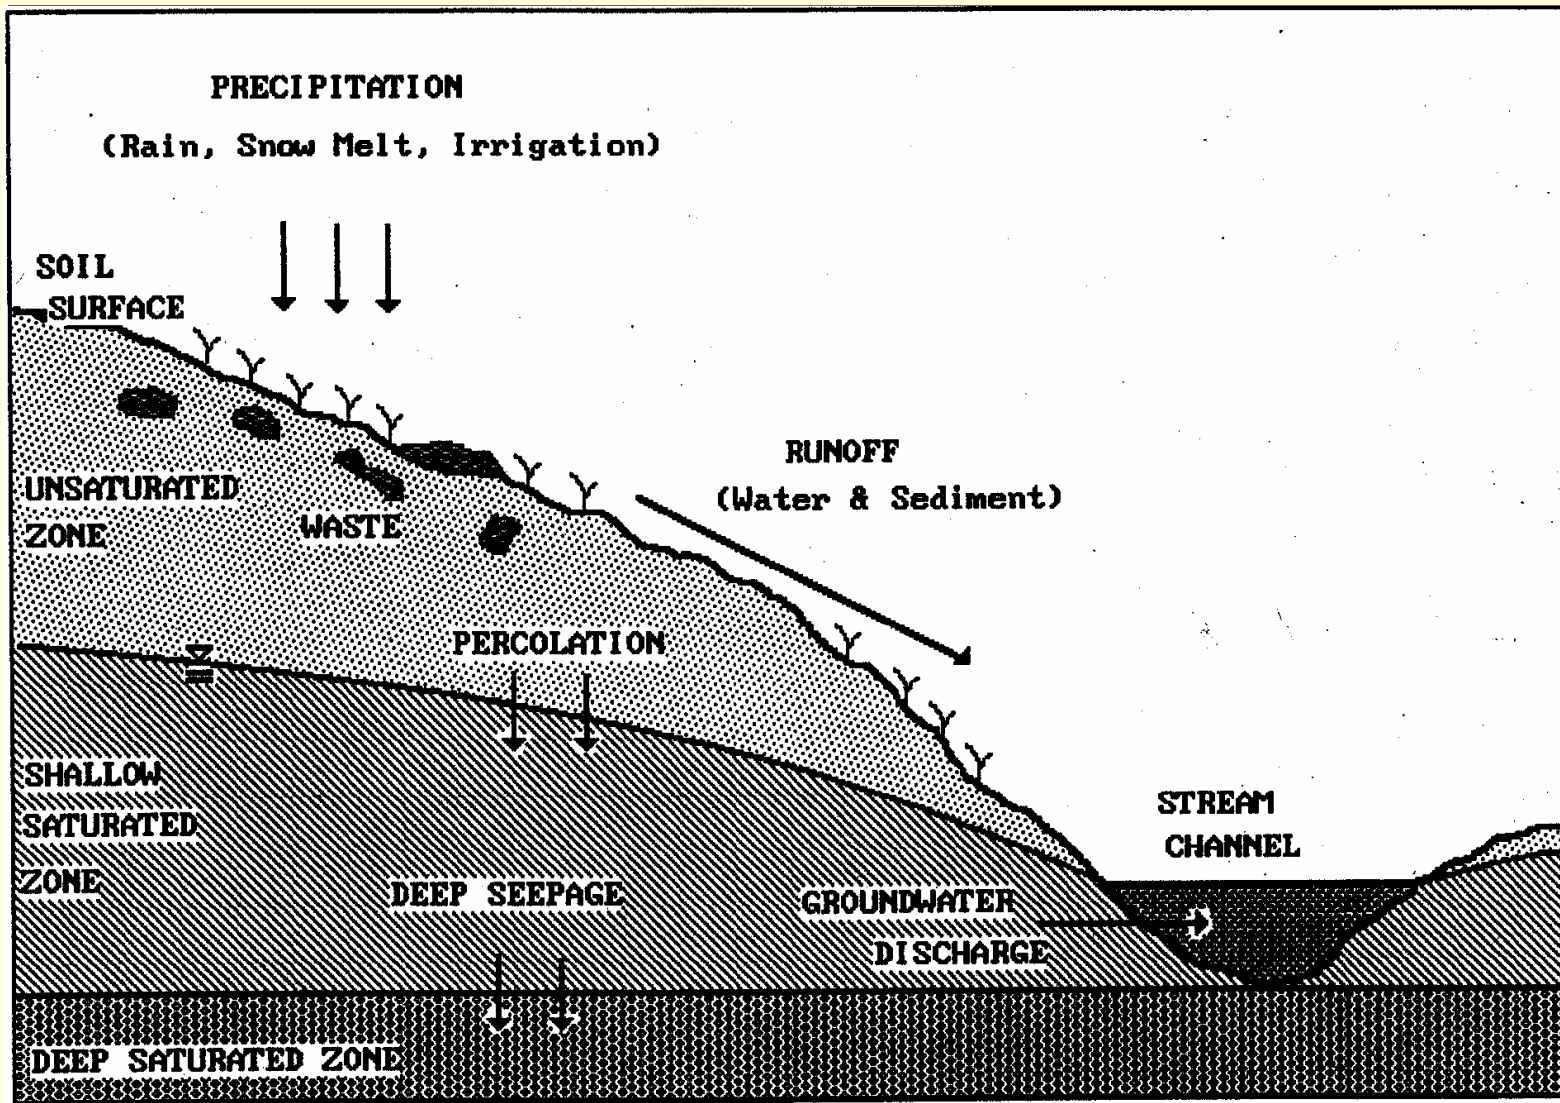 PRECIPITATION
(Rain, Snow Melt, Irrigation)
SOIL
SURFACE
RUNOFF
(Water & Sediment)
UNSATURATED
ZONE
WASTE
PERCOLATION
SHALLOW
SATURATED
ZONE
STREAM
CHANNEL
DEEP SEEPAGE
GROUNDWATER
DISCHARGE
DEEP SATURATED ZONE